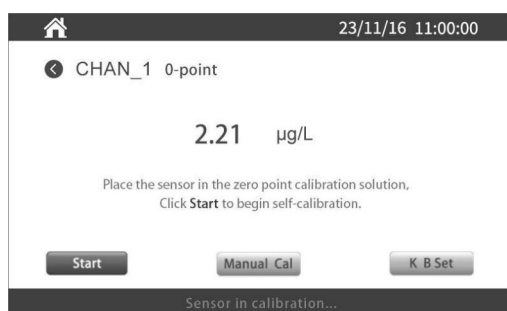 23/11/16 11:00:00
CHAN_1 0-point
2.21 μg/L
Place the sensor in the zero point calibration solution,
Click Start to begin self-calibration.
Start Manual Cal K B Set
Sensor in calibration...